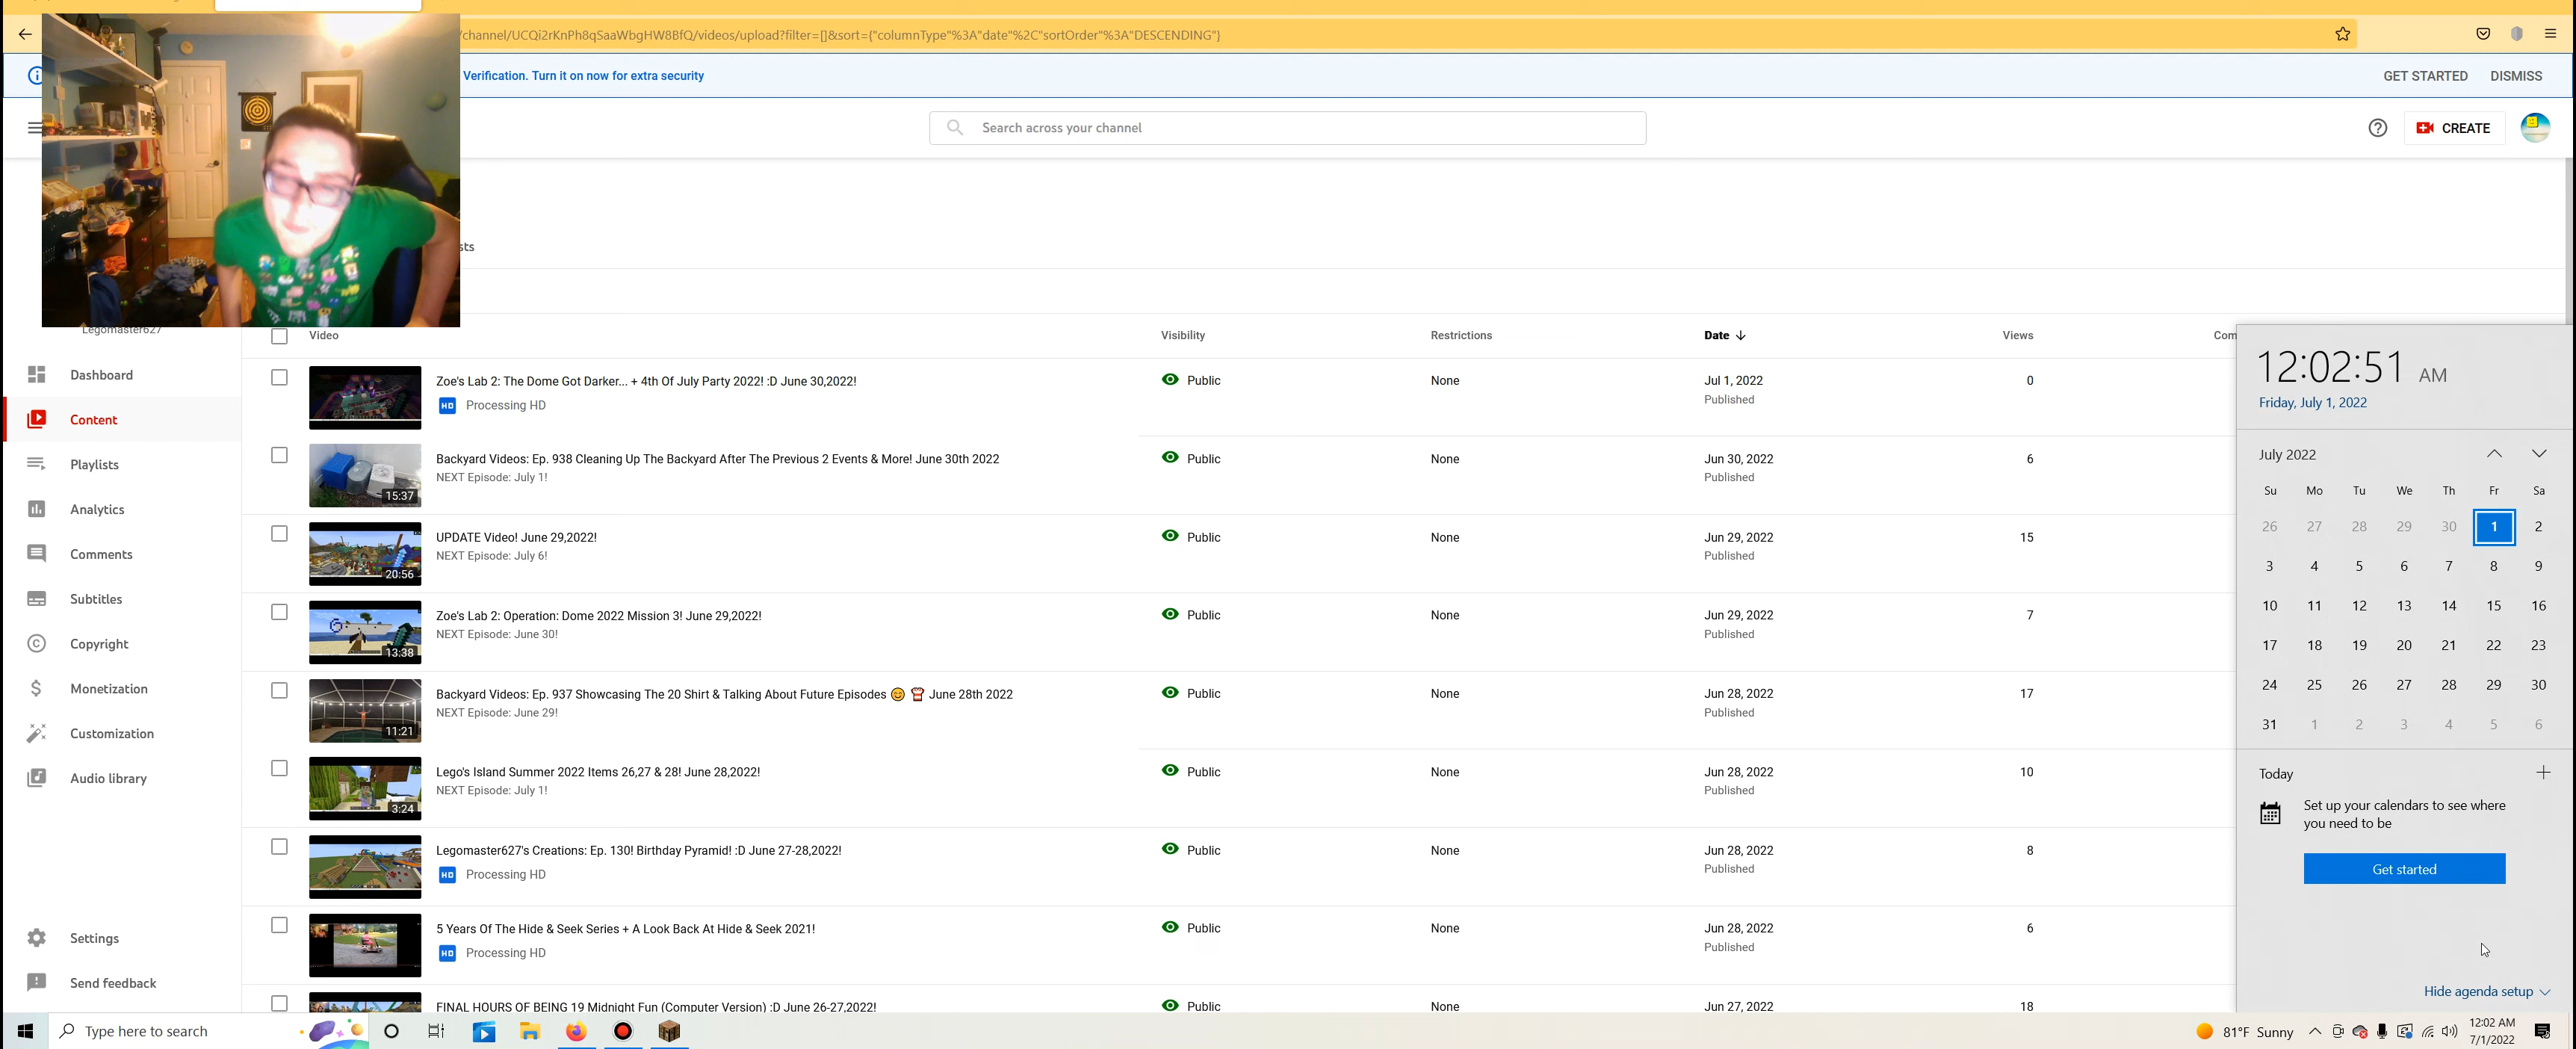 /channel/UCQi2rKnPh8qSaaWbgHW8BfQ/videos/upload?filter=[]&sort={"columnType"%3A"date"%2C"sortOrder"%3A"DESCENDING"}
Verification. Turn it on now for extra security GET STARTED DISMISS
Search across your channel CREATE
sts
Legomaster627
Dashboard
Content
Playlists
Analytics
Comments
Subtitles
Copyright
Monetization
Customization
Audio library
Settings
Send feedback
Video Visibility Restrictions Date Views Com
Zoe's Lab 2: The Dome Got Darker... + 4th Of July Party 2022! :D June 30,2022! Public None Jul 1, 2022 0
HD Processing HD Published
Backyard Videos: Ep. 938 Cleaning Up The Backyard After The Previous 2 Events & More! June 30th 2022 Public None Jun 30, 2022 6
NEXT Episode: July 1! Published
15:37
UPDATE Video! June 29,2022! Public None Jun 29, 2022 15
NEXT Episode: July 6! Published
20:56
Zoe's Lab 2: Operation: Dome 2022 Mission 3! June 29,2022! Public None Jun 29, 2022 7
NEXT Episode: June 30! Published
13:38
Backyard Videos: Ep. 937 Showcasing The 20 Shirt & Talking About Future Episodes 😊 June 28th 2022 Public None Jun 28, 2022 17
NEXT Episode: June 29! Published
11:21
Lego's Island Summer 2022 Items 26,27 & 28! June 28,2022! Public None Jun 28, 2022 10
NEXT Episode: July 1! Published
3:24
Legomaster627's Creations: Ep. 130! Birthday Pyramid! :D June 27-28,2022! Public None Jun 28, 2022 8
HD Processing HD Published
5 Years Of The Hide & Seek Series + A Look Back At Hide & Seek 2021! Public None Jun 28, 2022 6
HD Processing HD Published
FINAL HOURS OF BEING 19 Midnight Fun (Computer Version) :D June 26-27,2022! Public None Jun 27, 2022 18
12:02:51 AM
Friday, July 1, 2022
July 2022
Su Mo Tu We Th Fr Sa
26 27 28 29 30 1 2
3 4 5 6 7 8 9
10 11 12 13 14 15 16
17 18 19 20 21 22 23
24 25 26 27 28 29 30
31 1 2 3 4 5 6
Today
Set up your calendars to see where
you need to be
Get started
Hide agenda setup
Type here to search 81°F Sunny 12:02 AM
7/1/2022